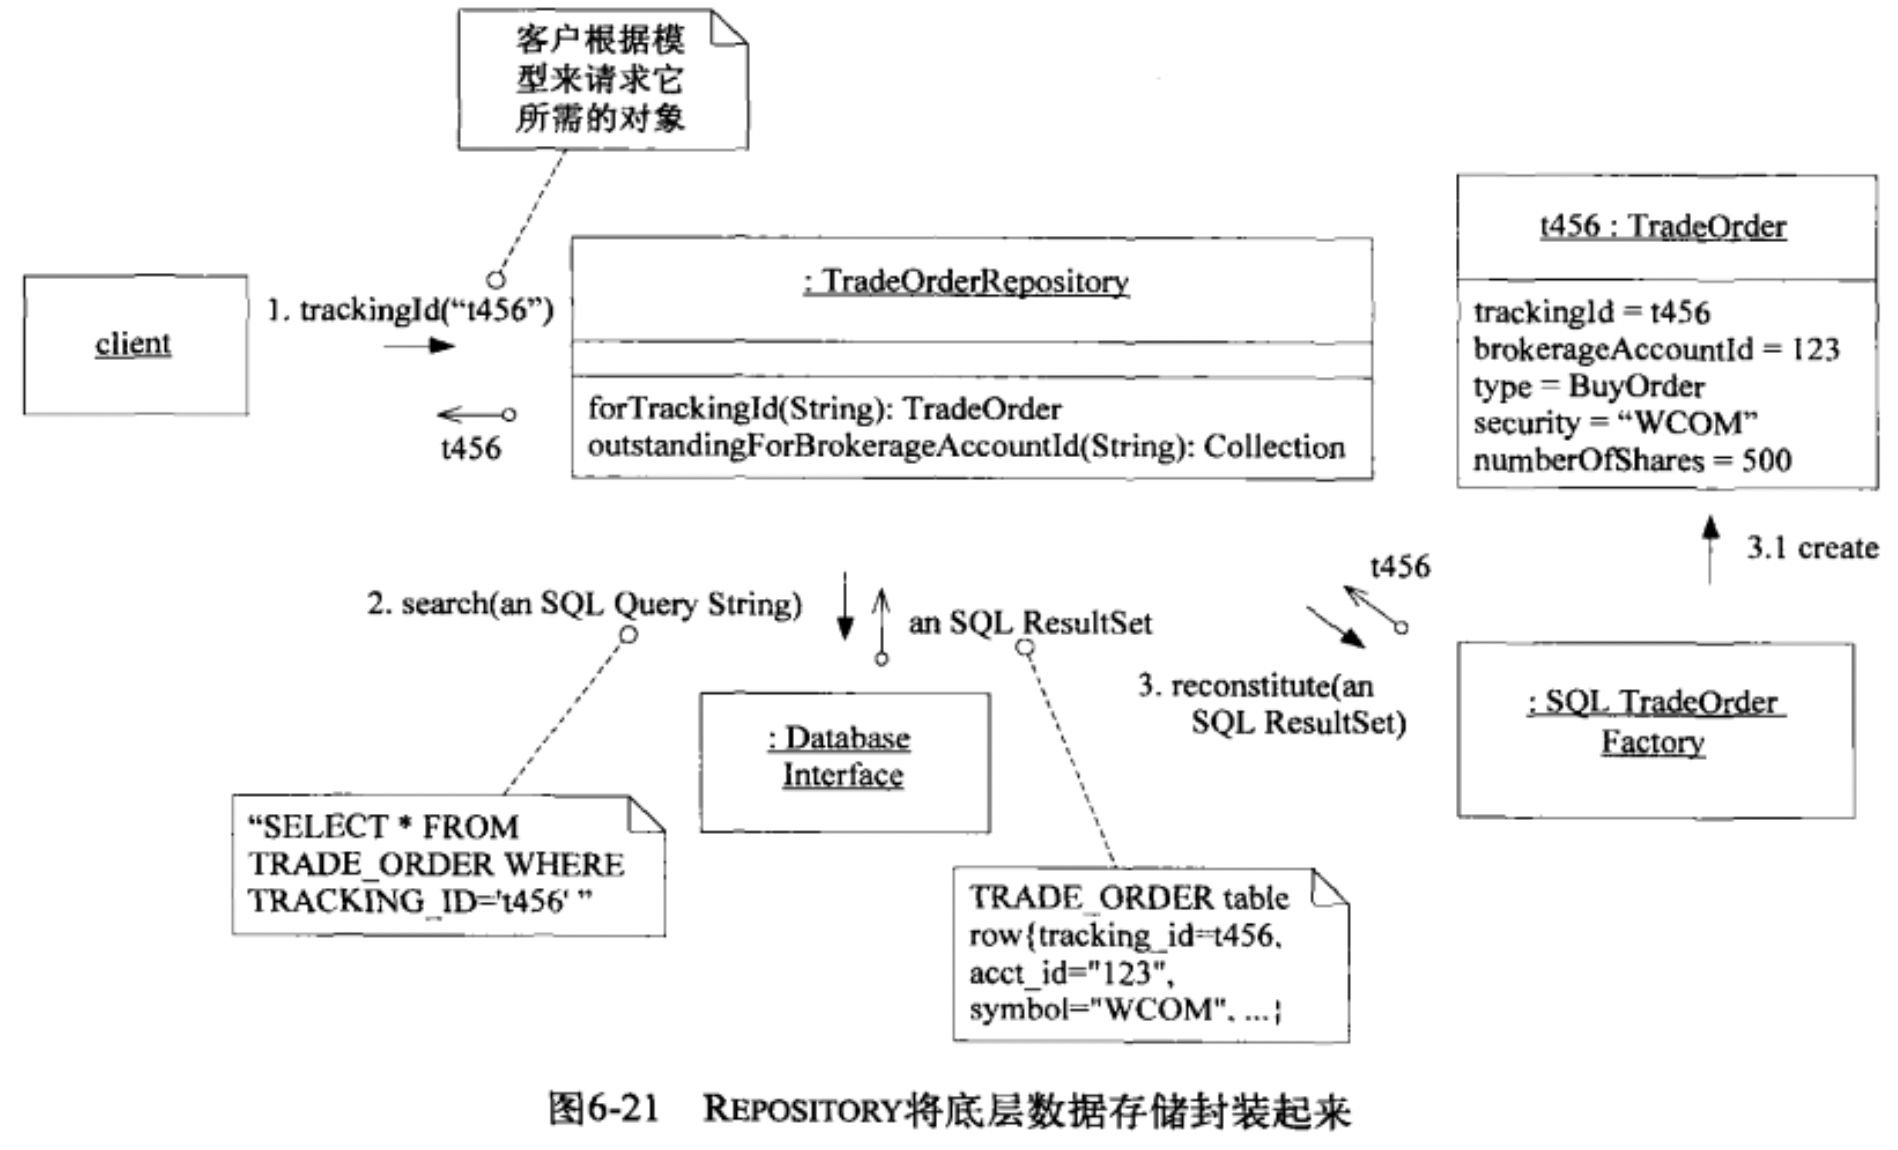 客户根据模
型来请求它
所需的对象
client
1. trackingId(“t456”)
t456
: TradeOrderRepository
forTrackingId(String): TradeOrder
outstandingForBrokerageAccountId(String): Collection
t456 : TradeOrder
trackingId = t456
brokerageAccountId = 123
type = BuyOrder
security = “WCOM”
numberOfShares = 500
2. search(an SQL Query String)
an SQL ResultSet
t456
3.1 create
3. reconstitute(an
SQL ResultSet)
: Database
Interface
: SQL TradeOrder
Factory
“SELECT * FROM
TRADE_ORDER WHERE
TRACKING_ID='t456' ”
TRADE_ORDER table
row{tracking_id=t456,
acct_id="123",
symbol="WCOM", ...}
图6-21 REPOSITORY将底层数据存储封装起来